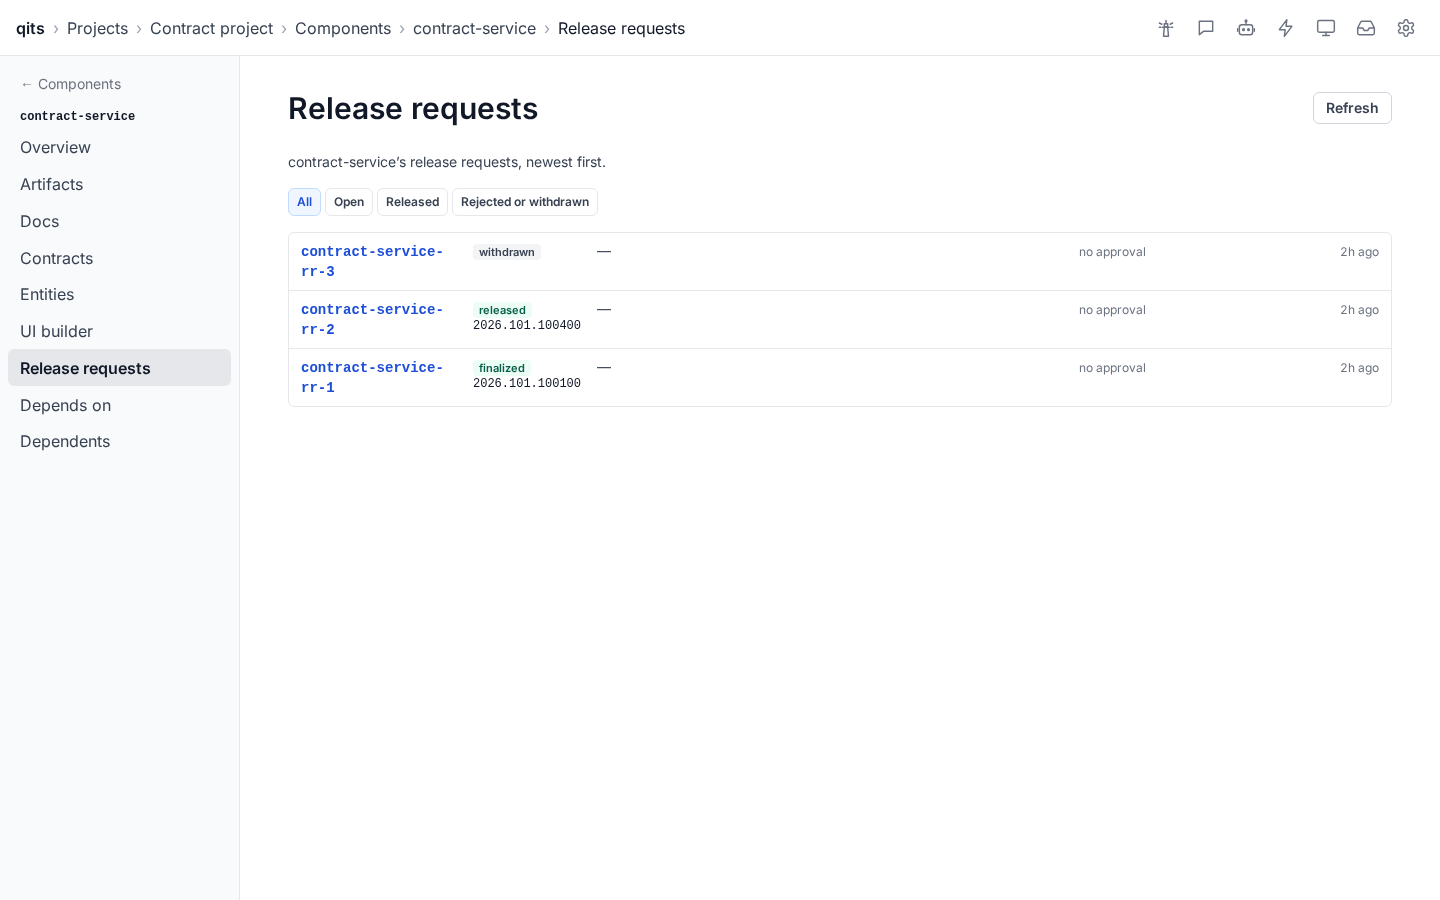 qits › Projects › Contract project › Components › contract-service › Release requests
← Components
contract-service
Overview
Artifacts
Docs
Contracts
Entities
UI builder
Release requests
Depends on
Dependents
Release requests
Refresh
contract-service’s release requests, newest first.
All Open Released Rejected or withdrawn
contract-service-rr-3 withdrawn — no approval 2h ago
contract-service-rr-2 released 2026.101.100400 — no approval 2h ago
contract-service-rr-1 finalized 2026.101.100100 — no approval 2h ago